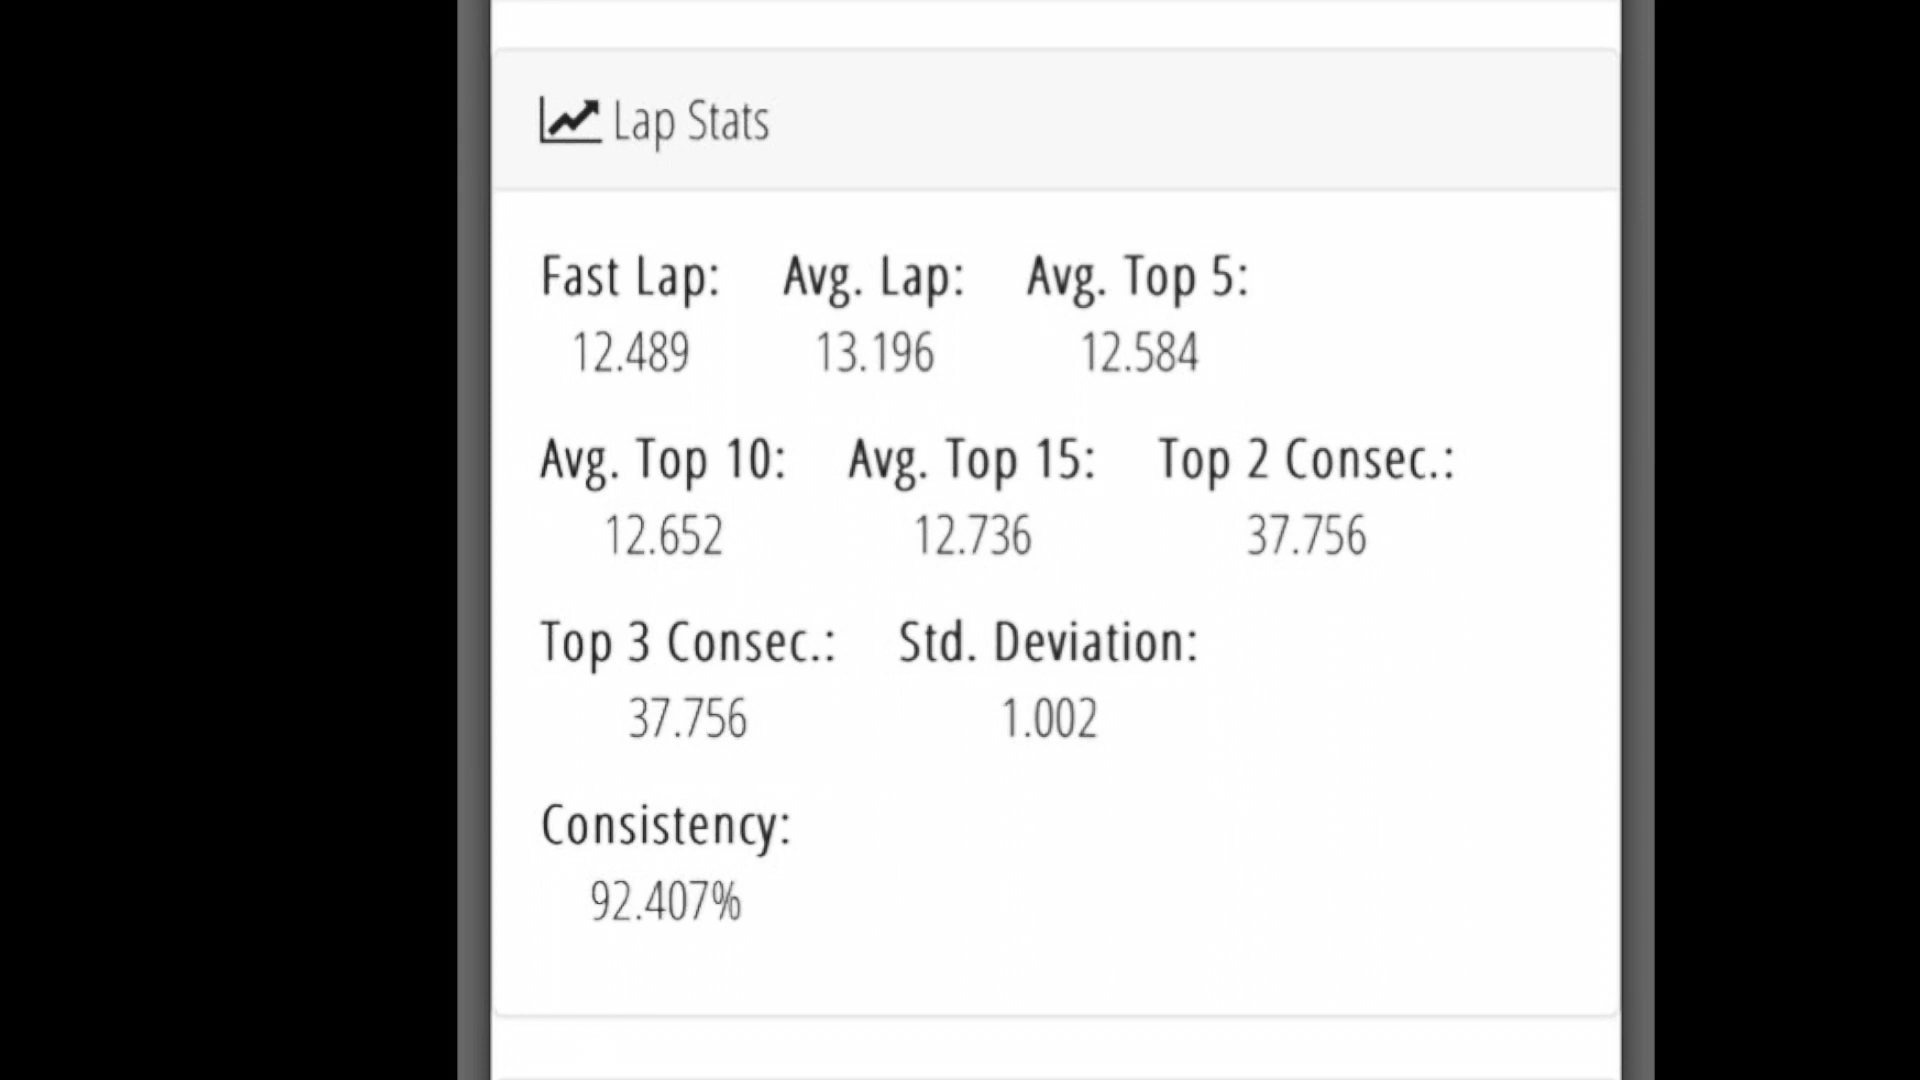 Lap Stats
Fast Lap: Avg. Lap: Avg. Top 5:
12.489 13.196 12.584
Avg. Top 10: Avg. Top 15: Top 2 Consec.:
12.652 12.736 37.756
Top 3 Consec.: Std. Deviation:
37.756 1.002
Consistency:
92.407%